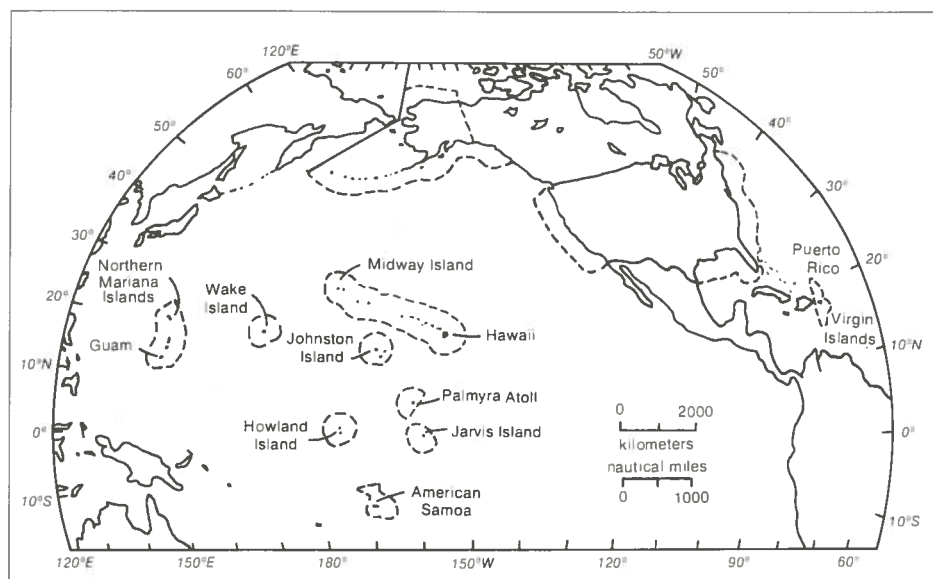 120°E
50°W
60°
50°
50°
40°
40°
30°
30°
20°
20°
10°N
10°N
0°
0°
10°S
10°S
Northern
Mariana
Islands
Guam
Wake
Island
Midway Island
Johnston
Island
Hawaii
Palmyra Atoll
Howland
Island
Jarvis Island
American
Samoa
Puerto
Rico
Virgin
Islands
0 2000
kilometers
nautical miles
0 1000
120°E 150°E 180° 150°W 120° 90° 60°